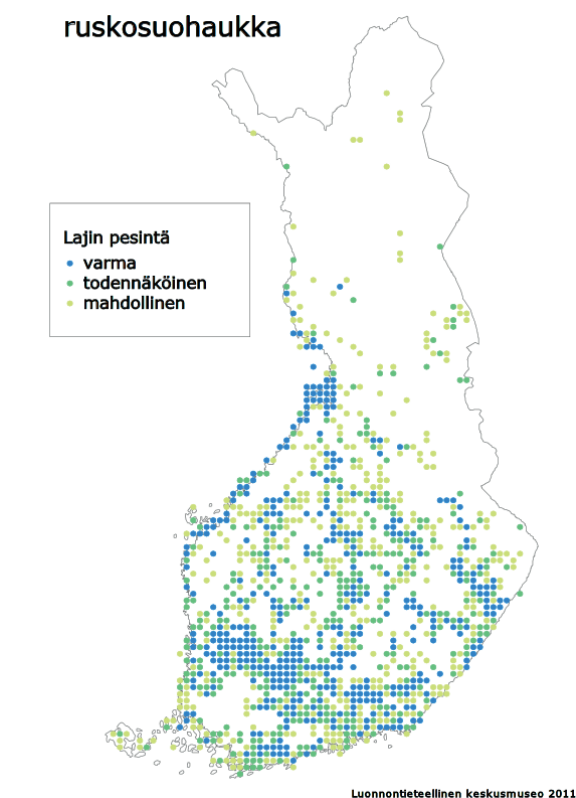 ruskosuohaukka
Lajin pesintä
varma
todennäköinen
mahdollinen
Luonnontieteellinen keskusmuseo 2011